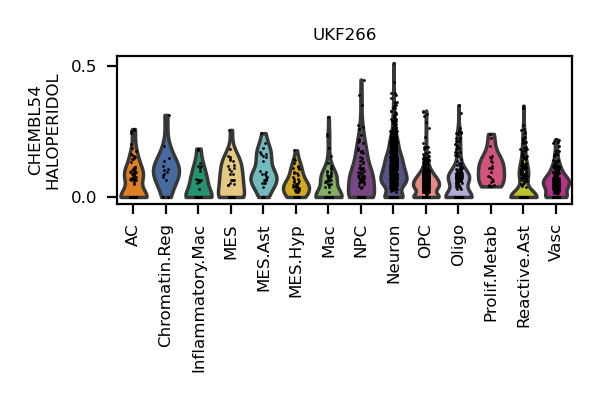 UKF266
CHEMBL54
HALOPERIDOL
0.5
0.0
AC
Chromatin.Reg
Inflammatory.Mac
MES
MES.Ast
MES.Hyp
Mac
NPC
Neuron
OPC
Oligo
Prolif.Metab
Reactive.Ast
Vasc